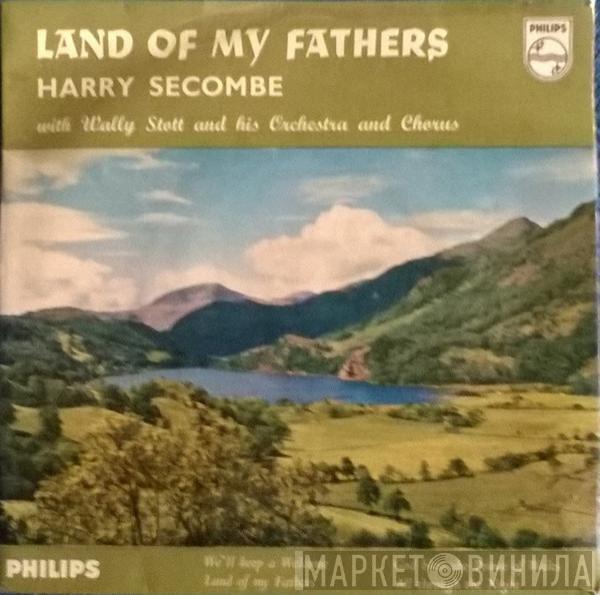 LAND OF MY FATHERS
PHILIPS
HARRY SECOMBE
with Wally Stott and his Orchestra and Chorus
PHILIPS
We'll keep a Welcome
Land of my Fathers
МАРКЕТ ВИНИЛА